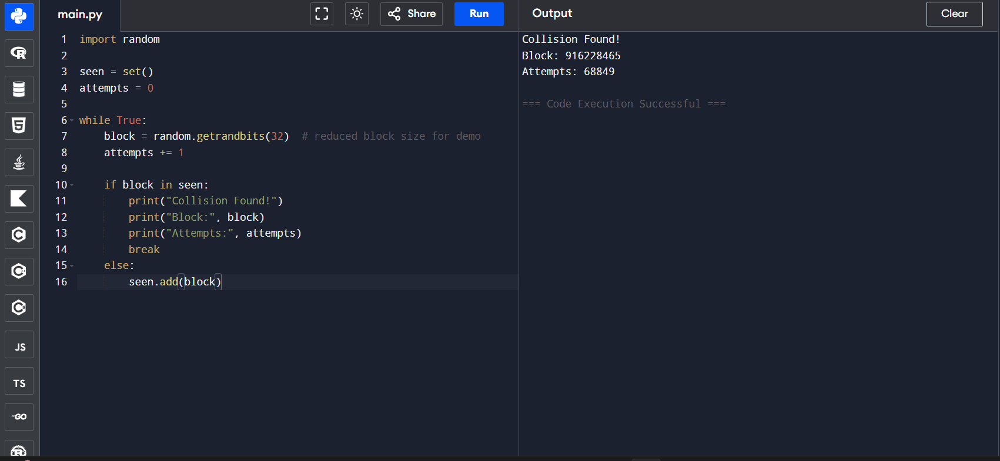 main.py
Share
Run
Output
Clear
1 import random
2
3 seen = set()
4 attempts = 0
5
6 while True:
7     block = random.getrandbits(32)  # reduced block size for demo
8     attempts += 1
9
10     if block in seen:
11         print("Collision Found!")
12         print("Block:", block)
13         print("Attempts:", attempts)
14         break
15     else:
16         seen.add(block)
Collision Found!
Block: 916228465
Attempts: 68849
=== Code Execution Successful ===
R
5
C
C
C
JS
TS
GO
R